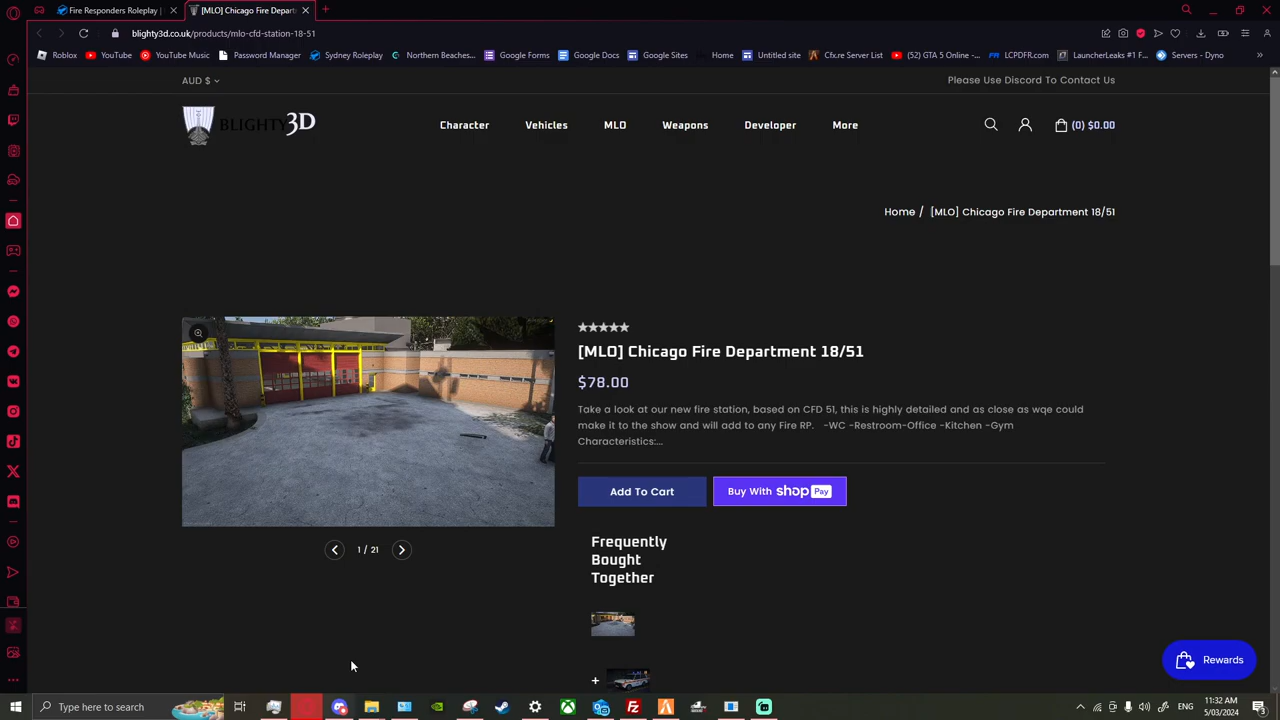 Fire Responders Roleplay |
[MLO] Chicago Fire Depart
blighty3d.co.uk/products/mlo-cfd-station-18-51
Roblox
YouTube
YouTube Music
Password Manager
Sydney Roleplay
Northern Beaches...
Google Forms
Google Docs
Google Sites
Home
Untitled site
Cfx.re Server List
(52) GTA 5 Online -...
LCPDFR.com
LauncherLeaks #1 F...
Servers - Dyno
AUD $
Please Use Discord To Contact Us
BLIGHTY3D
Character
Vehicles
MLO
Weapons
Developer
More
(0) $0.00
Home / [MLO] Chicago Fire Department 18/51
[MLO] Chicago Fire Department 18/51
$78.00
Take a look at our new fire station, based on CFD 51, this is highly detailed and as close as wqe could
make it to the show and will add to any Fire RP. -WC -Restroom-Office -Kitchen -Gym
Characteristics:...
Add To Cart
Buy With shop Pay
1 / 21
Frequently
Bought
Together
+
Rewards
Type here to search
ENG
11:32 AM
5/03/2024